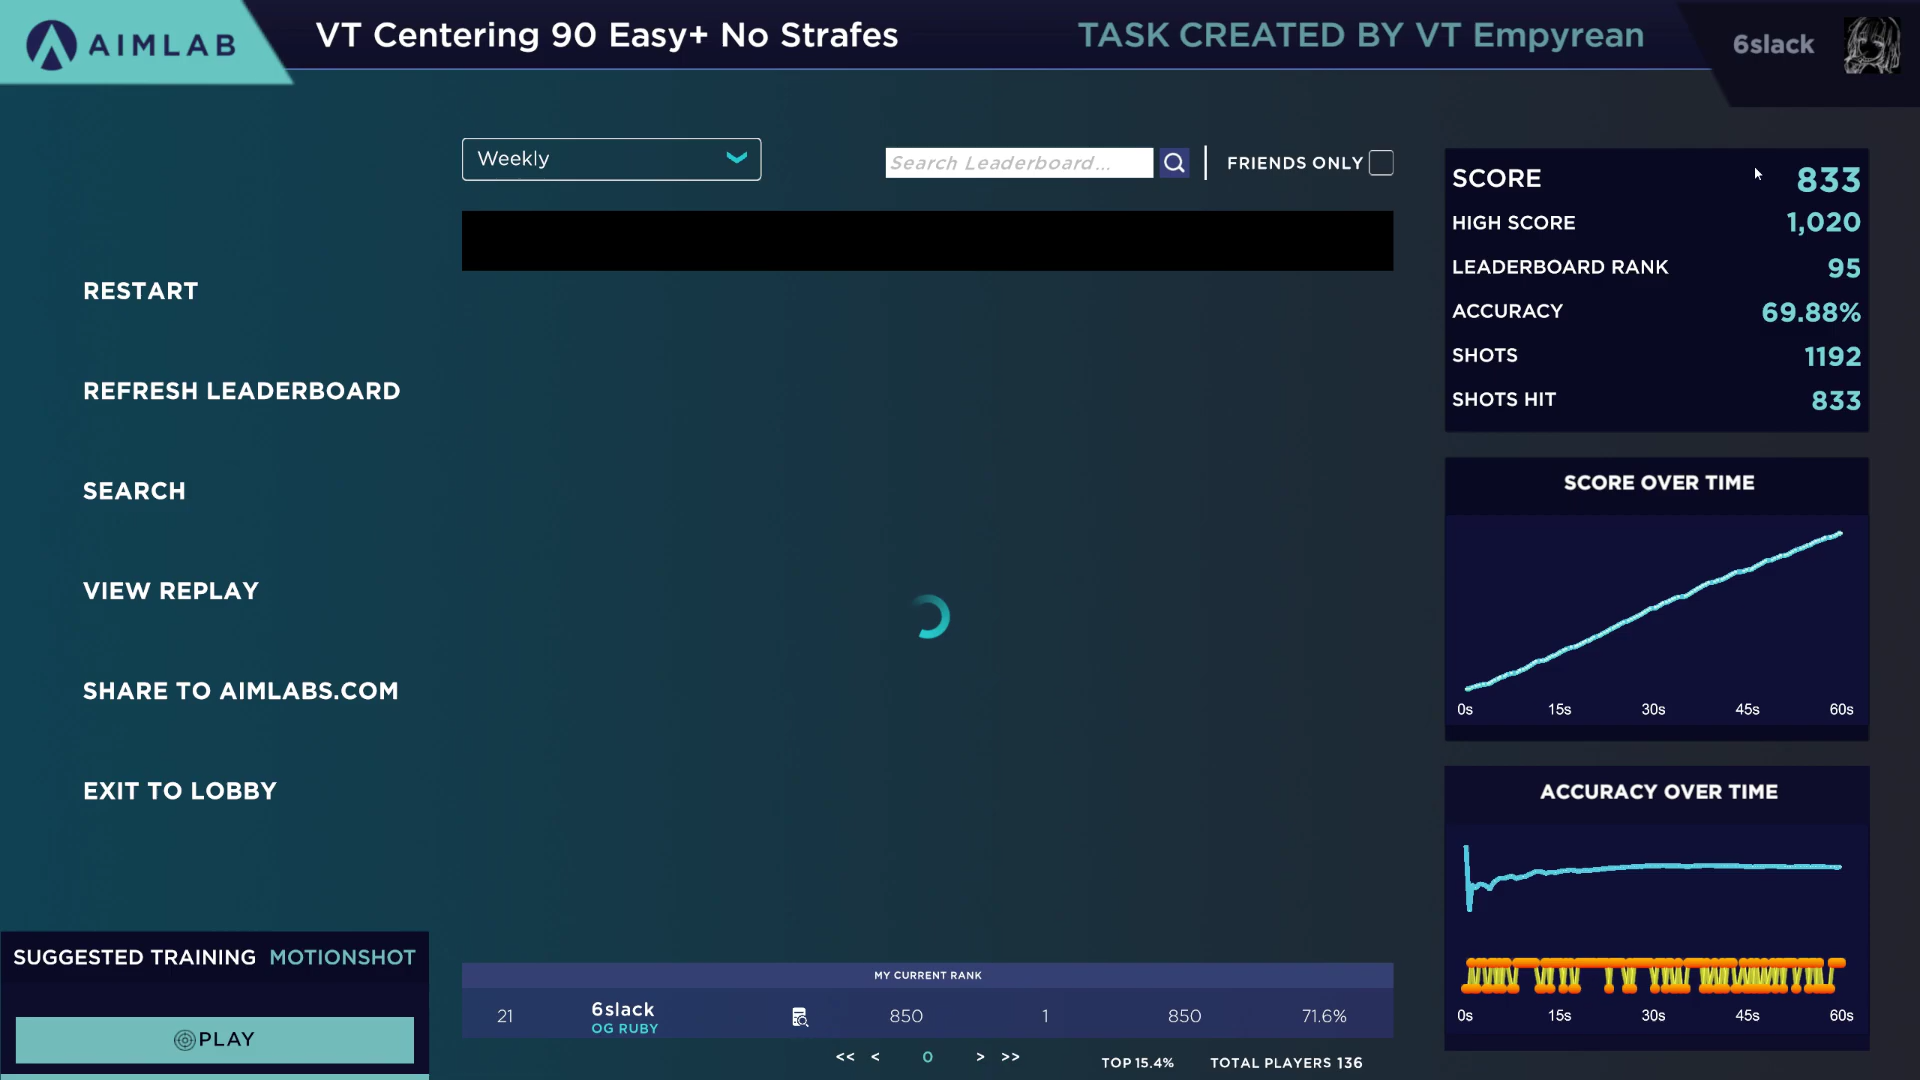 AIMLAB
VT Centering 90 Easy+ No Strafes
TASK CREATED BY VT Empyrean
6slack
Weekly
Search Leaderboard...
FRIENDS ONLY
RESTART
REFRESH LEADERBOARD
SEARCH
VIEW REPLAY
SHARE TO AIMLABS.COM
EXIT TO LOBBY
SCORE 833
HIGH SCORE 1,020
LEADERBOARD RANK 95
ACCURACY 69.88%
SHOTS 1192
SHOTS HIT 833
SCORE OVER TIME
0s 15s 30s 45s 60s
ACCURACY OVER TIME
0s 15s 30s 45s 60s
SUGGESTED TRAINING MOTIONSHOT
PLAY
MY CURRENT RANK
21 6slack 850 1 850 71.6%
OG RUBY
<< < 0 > >>
TOP 15.4% TOTAL PLAYERS 136